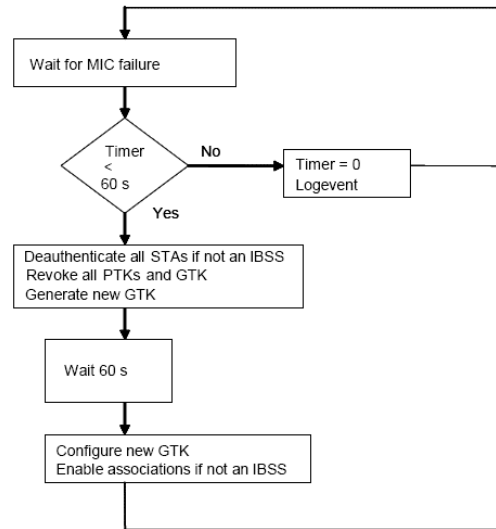 Wait for MIC failure
Timer
<
60 s
No
Timer = 0
Logevent
Yes
Deauthenticate all STAs if not an IBSS
Revoke all PTKs and GTK
Generate new GTK
Wait 60 s
Configure new GTK
Enable associations if not an IBSS